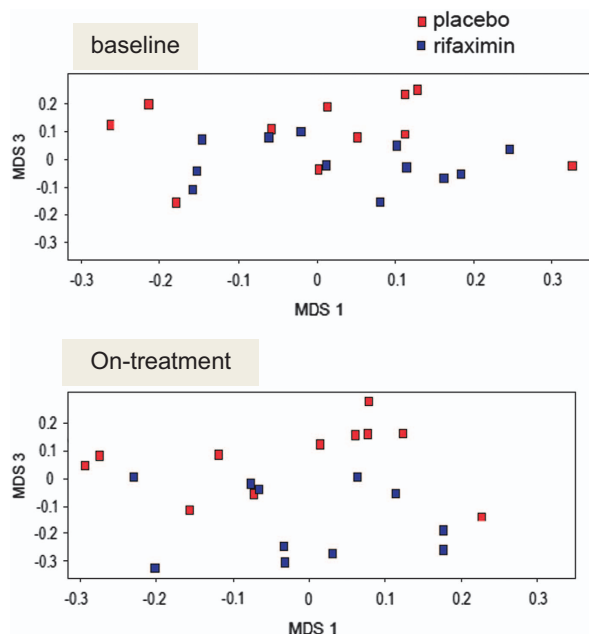 placebo
rifaximin
baseline
MDS 3
0.2
0.1
0
-0.1
-0.2
-0.3
-0.3 -0.2 -0.1 0 0.1 0.2 0.3
MDS 1
On-treatment
MDS 3
0.2
0.1
0
-0.1
-0.2
-0.3
-0.3 -0.2 -0.1 0 0.1 0.2 0.3
MDS 1